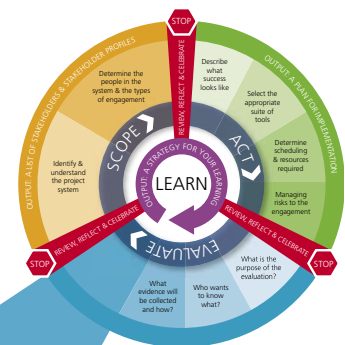 STOP
OUTPUT: A LIST OF STAKEHOLDERS & STAKEHOLDER PROFILES
Determine the
people in the
system & the types
of engagement
Identify &
understand
the project
system
SCOPE
REVIEW, REFLECT & CELEBRATE
Describe
what
success
looks like
Select the
appropriate
suite of
tools
Determine
scheduling
& resources
required
Managing
risks to the
engagement
OUTPUT: A PLAN FOR IMPLEMENTATION
ACT
OUTPUT: A STRATEGY FOR YOUR LEARNING
LEARN
REVIEW, REFLECT & CELEBRATE
STOP
What is the
purpose of the
evaluation?
Who wants
to know
what?
What
evidence will
be collected
and how?
EVALUATE
REVIEW, REFLECT & CELEBRATE
STOP